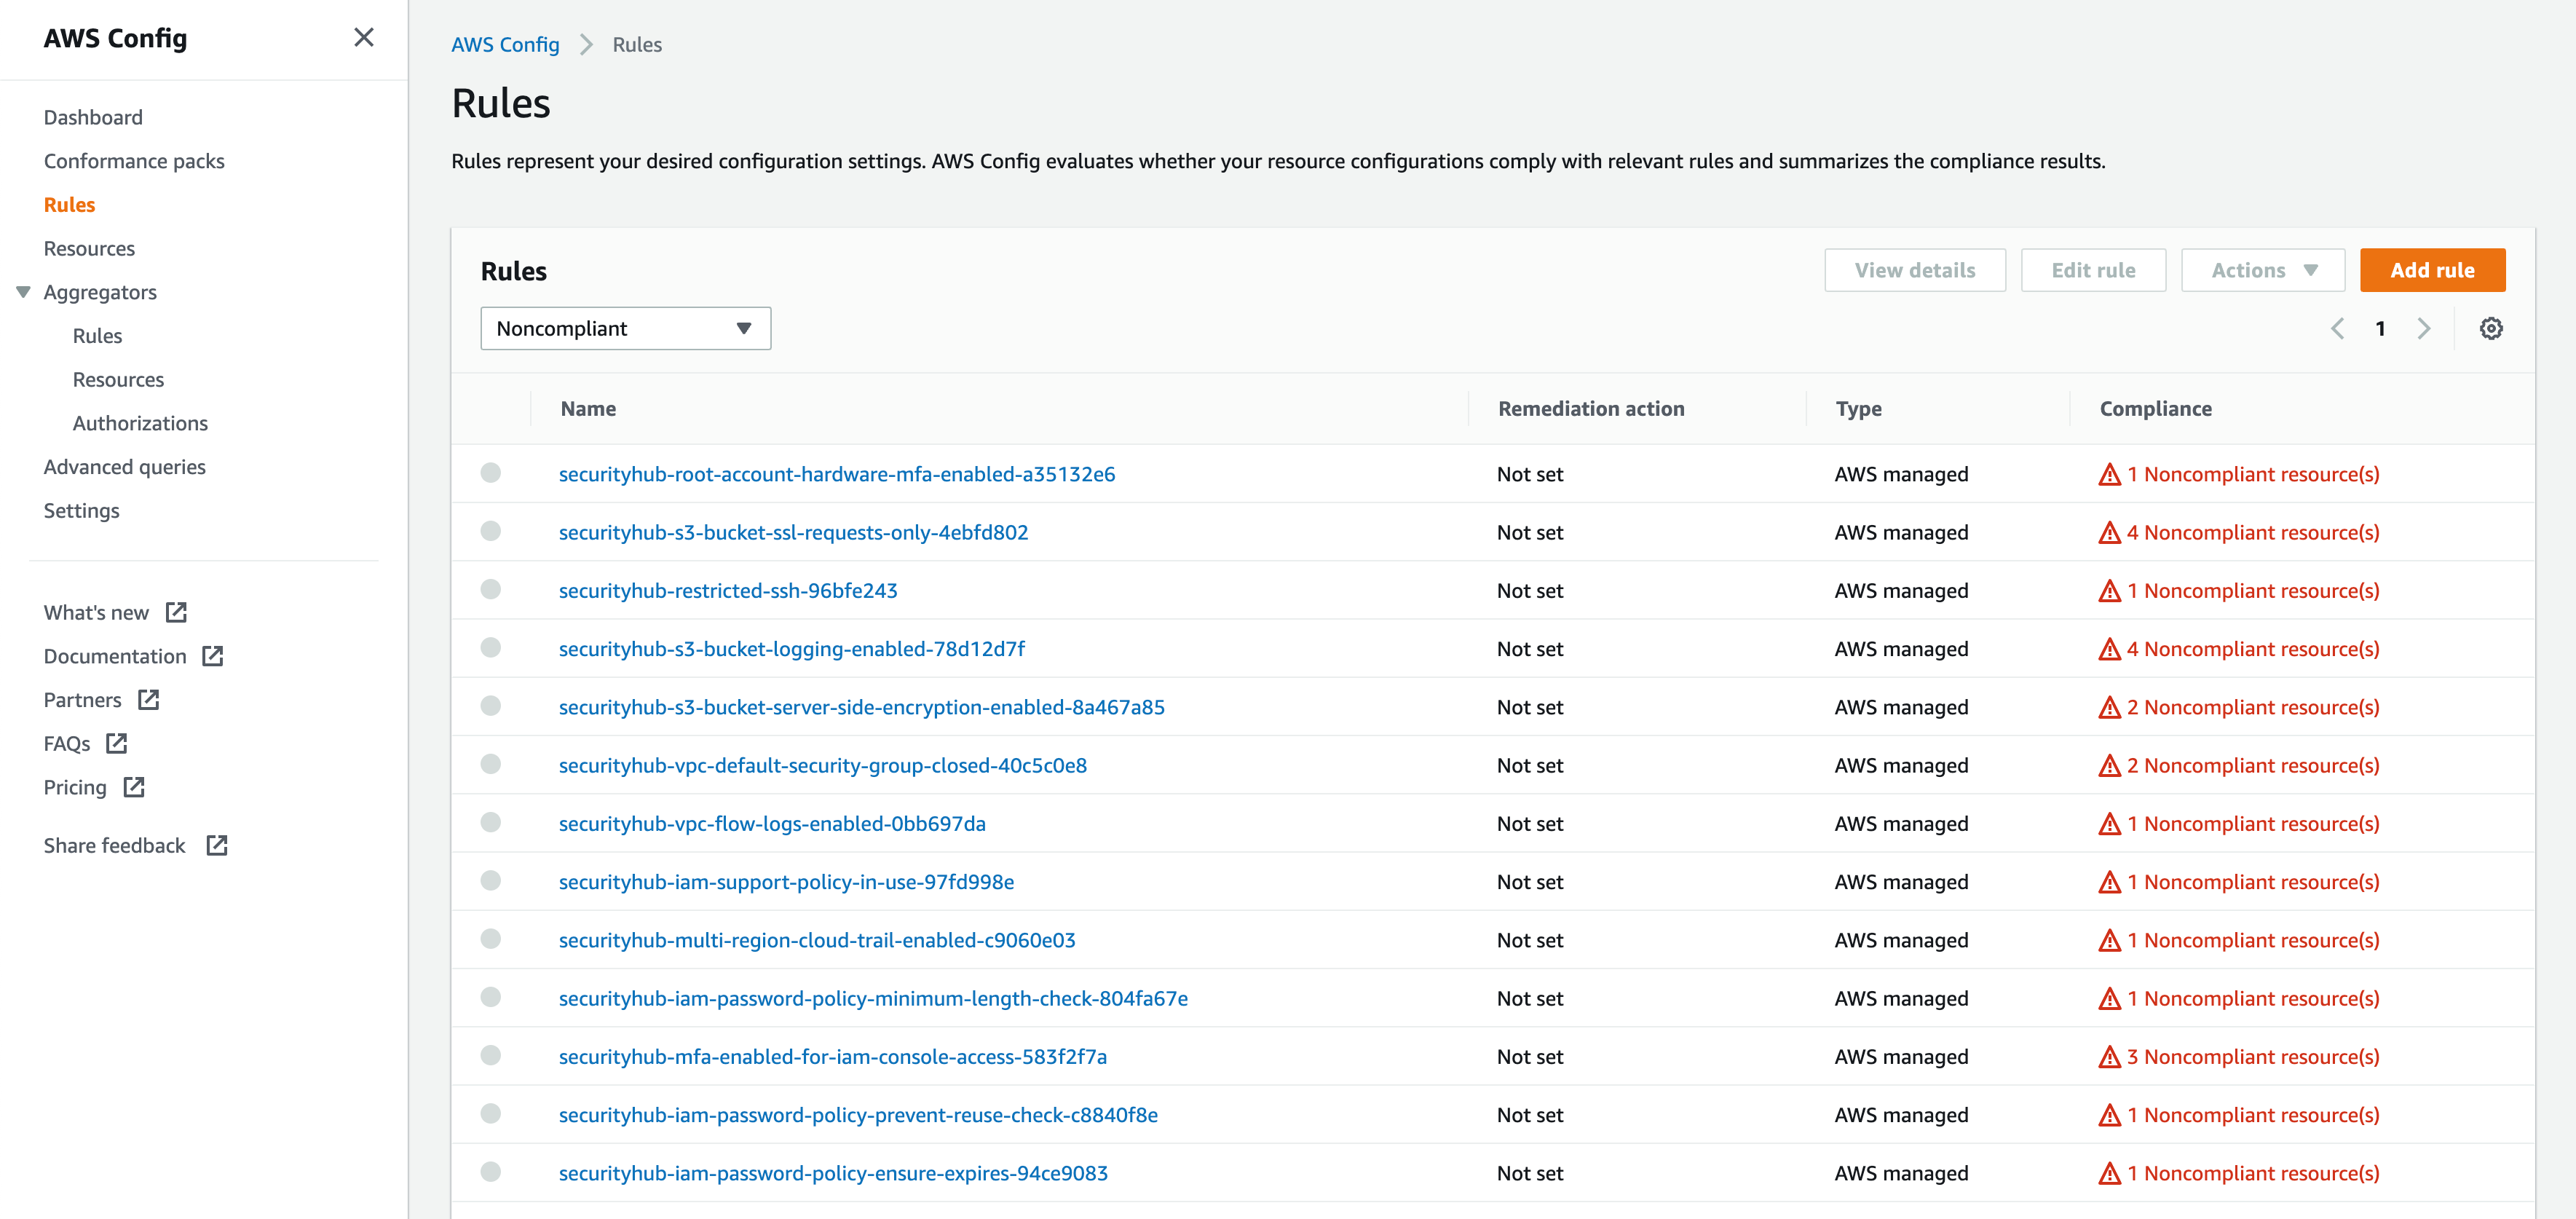 AWS Config
Dashboard
Conformance packs
Rules
Resources
Aggregators
Rules
Resources
Authorizations
Advanced queries
Settings
What's new
Documentation
Partners
FAQs
Pricing
Share feedback
AWS Config Rules
Rules
Rules represent your desired configuration settings. AWS Config evaluates whether your resource configurations comply with relevant rules and summarizes the compliance results.
Rules View details Edit rule Actions Add rule
Noncompliant 1
Name Remediation action Type Compliance
securityhub-root-account-hardware-mfa-enabled-a35132e6 Not set AWS managed 1 Noncompliant resource(s)
securityhub-s3-bucket-ssl-requests-only-4ebfd802 Not set AWS managed 4 Noncompliant resource(s)
securityhub-restricted-ssh-96bfe243 Not set AWS managed 1 Noncompliant resource(s)
securityhub-s3-bucket-logging-enabled-78d12d7f Not set AWS managed 4 Noncompliant resource(s)
securityhub-s3-bucket-server-side-encryption-enabled-8a467a85 Not set AWS managed 2 Noncompliant resource(s)
securityhub-vpc-default-security-group-closed-40c5c0e8 Not set AWS managed 2 Noncompliant resource(s)
securityhub-vpc-flow-logs-enabled-0bb697da Not set AWS managed 1 Noncompliant resource(s)
securityhub-iam-support-policy-in-use-97fd998e Not set AWS managed 1 Noncompliant resource(s)
securityhub-multi-region-cloud-trail-enabled-c9060e03 Not set AWS managed 1 Noncompliant resource(s)
securityhub-iam-password-policy-minimum-length-check-804fa67e Not set AWS managed 1 Noncompliant resource(s)
securityhub-mfa-enabled-for-iam-console-access-583f2f7a Not set AWS managed 3 Noncompliant resource(s)
securityhub-iam-password-policy-prevent-reuse-check-c8840f8e Not set AWS managed 1 Noncompliant resource(s)
securityhub-iam-password-policy-ensure-expires-94ce9083 Not set AWS managed 1 Noncompliant resource(s)